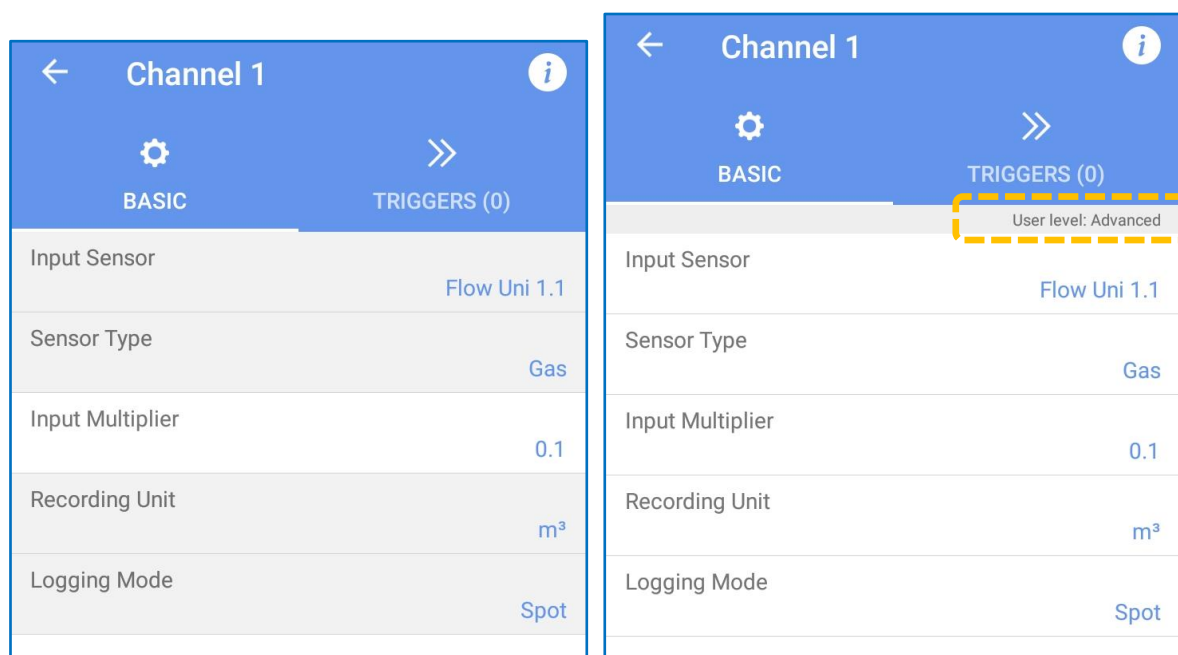 Channel 1
i
BASIC
TRIGGERS (0)
Input Sensor
Flow Uni 1.1
Sensor Type
Gas
Input Multiplier
0.1
Recording Unit
m³
Logging Mode
Spot
Channel 1
i
BASIC
TRIGGERS (0)
User level: Advanced
Input Sensor
Flow Uni 1.1
Sensor Type
Gas
Input Multiplier
0.1
Recording Unit
m³
Logging Mode
Spot